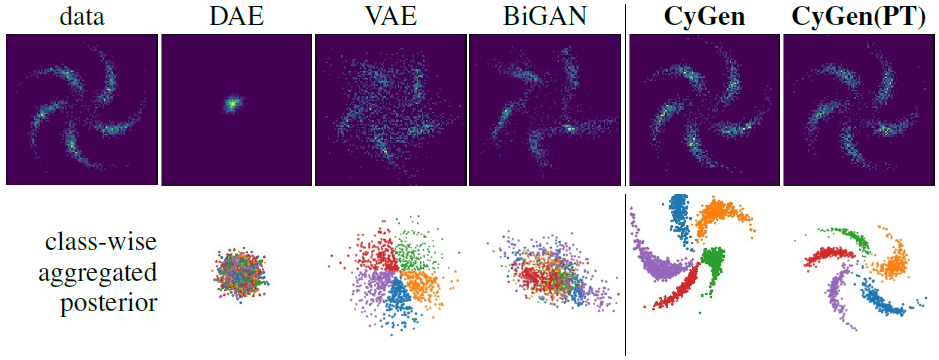 data DAE VAE BiGAN CyGen CyGen(PT)
class-wise
aggregated
posterior